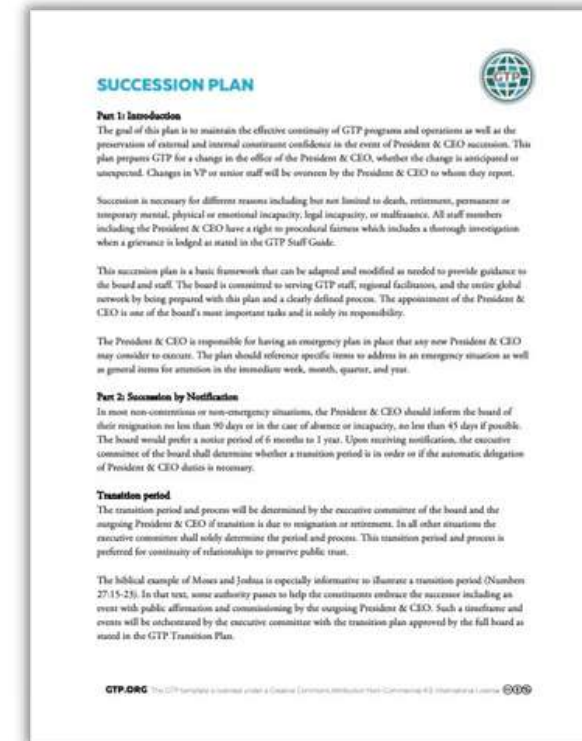 GTP
SUCCESSION PLAN
Part 1: Introduction
The goal of this plan is to maintain the effective continuity of GTP programs and operations as well as the
preservation of external and internal constituent confidence in the event of President & CEO succession. This
plan prepares GTP for a change in the office of the President & CEO, whether the change is anticipated or
unexpected. Changes in VP or senior staff will be overseen by the President & CEO to whom they report.
Succession is necessary for different reasons including but not limited to death, retirement, permanent or
temporary mental, physical or emotional incapacity, legal incapacity, or malfeasance. All staff members
including the President & CEO have a right to procedural fairness which includes a thorough investigation
when a grievance is lodged as stated in the GTP Staff Guide.
This succession plan is a basic framework that can be adapted and modified as needed to provide guidance to
the board and staff. The board is committed to serving GTP staff, regional facilitators, and the entire global
network by being prepared with this plan and a clearly defined process. The appointment of the President &
CEO is one of the board's most important tasks and is solely its responsibility.
The President & CEO is responsible for having an emergency plan in place that any new President & CEO
may consider to execute. The plan should reference specific items to address in an emergency situation as well
as general items for attention in the immediate week, month, quarter, and year.
Part 2: Succession by Notification
In most non-contentious or non-emergency situations, the President & CEO should inform the board of
their resignation no less than 90 days or in the case of absence or incapacity, no less than 45 days if possible.
The board would prefer a notice period of 6 months to 1 year. Upon receiving notification, the executive
committee of the board shall determine whether a transition period is in order or if the automatic delegation
of President & CEO duties is necessary.
Transition period
The transition period and process will be determined by the executive committee of the board and the
outgoing President & CEO if transition is due to resignation or retirement. In all other situations the
executive committee shall solely determine the period and process. This transition period and process is
preferred for continuity of relationships to preserve public trust.
The biblical example of Moses and Joshua is especially informative to illustrate a transition period (Numbers
27:15-23). In that text, some authority passes to help the constituents embrace the successor including an
event with public affirmation and commissioning by the outgoing President & CEO. Such a timeframe and
events will be orchestrated by the executive committee with the transition plan approved by the full board as
stated in the GTP Transition Plan.
GTP.ORG The GTP template is licensed under a Creative Commons Attribution Non-Commercial 4.0 International License